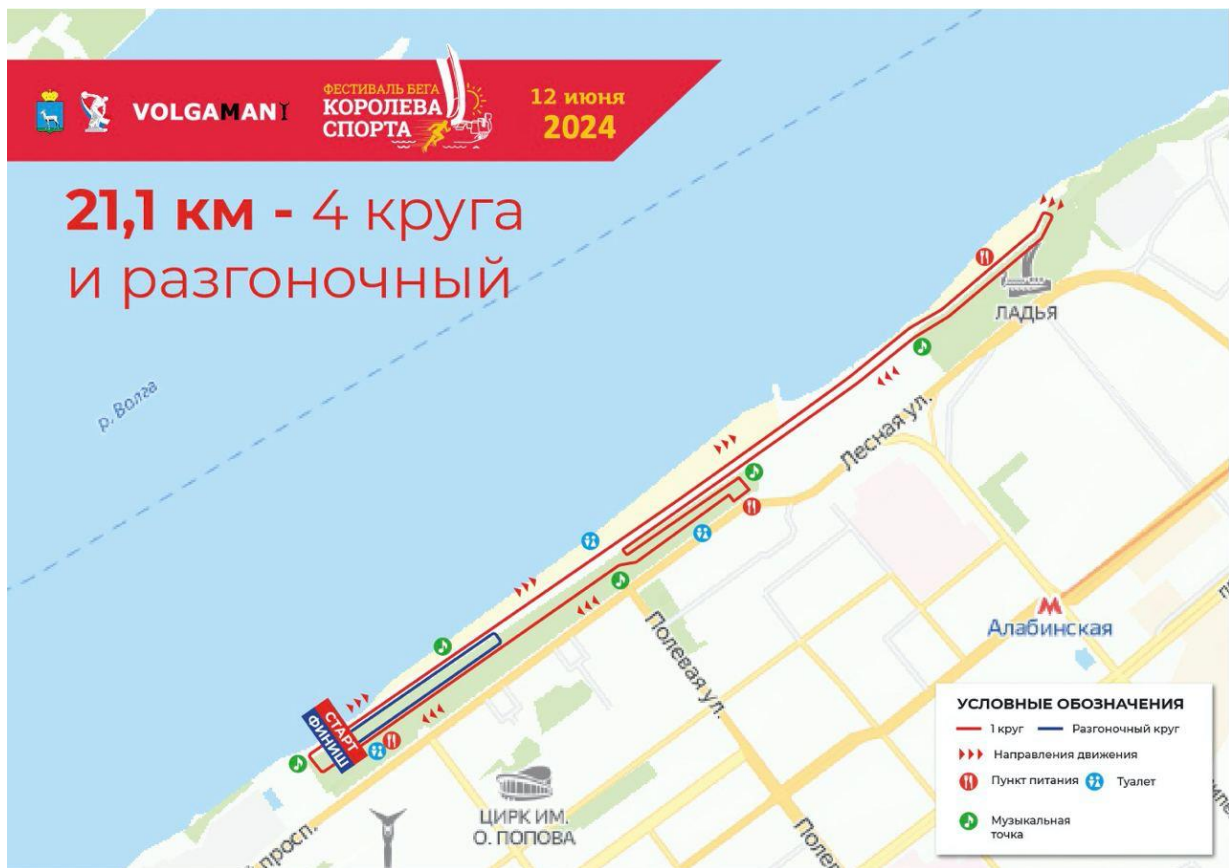 VOLGAMAN
ФЕСТИВАЛЬ БЕГА
КОРОЛЕВА
СПОРТА
12 июня
2024
21,1 км - 4 круга
и разгоночный
р. Волга
ЛАДЬЯ
Лесная ул.
Полевая ул.
Алабинская
СТАРТ
ФИНИШ
ЦИРК ИМ.
О. ПОПОВА
просп.
УСЛОВНЫЕ ОБОЗНАЧЕНИЯ
1 круг
Разгоночный круг
Направления движения
Пункт питания
Туалет
Музыкальная
точка